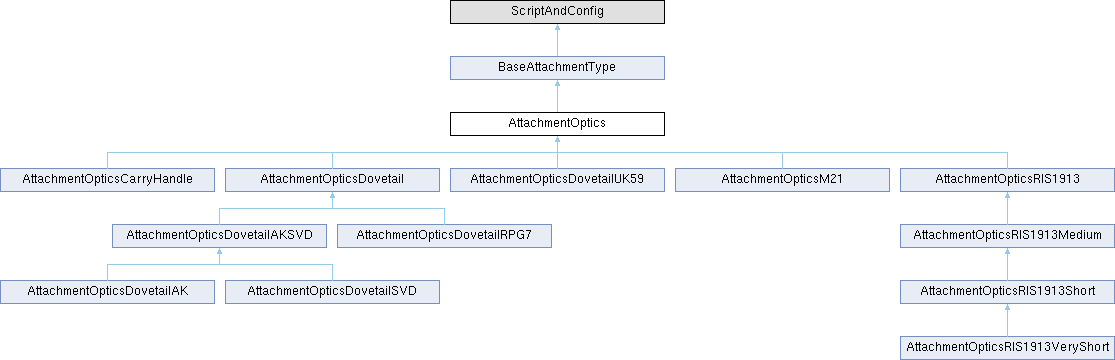 ScriptAndConfig
BaseAttachmentType
AttachmentOptics
AttachmentOpticsCarryHandle
AttachmentOpticsDovetail
AttachmentOpticsDovetailUK59
AttachmentOpticsM21
AttachmentOpticsRIS1913
AttachmentOpticsDovetailAKSVD
AttachmentOpticsDovetailRPG7
AttachmentOpticsRIS1913Medium
AttachmentOpticsDovetailAK
AttachmentOpticsDovetailSVD
AttachmentOpticsRIS1913Short
AttachmentOpticsRIS1913VeryShort